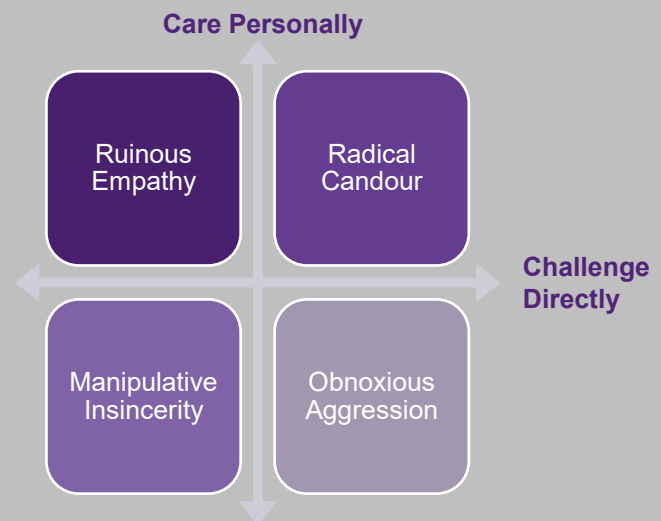 Care Personally
Ruinous
Empathy
Radical
Candour
Challenge
Directly
Manipulative
Insincerity
Obnoxious
Aggression